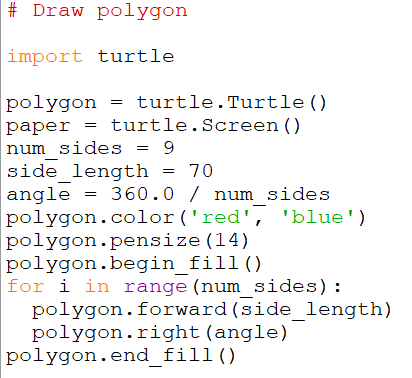 # Draw polygon
import turtle
polygon = turtle.Turtle()
paper = turtle.Screen()
num_sides = 9
side_length = 70
angle = 360.0 / num_sides
polygon.color('red', 'blue')
polygon.pensize(14)
polygon.begin_fill()
for i in range(num_sides):
  polygon.forward(side_length)
  polygon.right(angle)
polygon.end_fill()